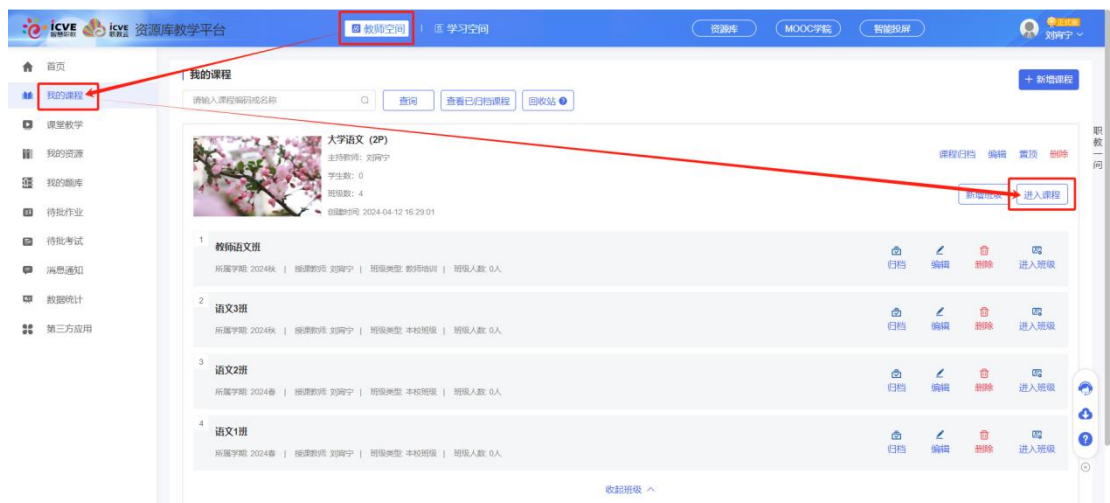 icve 智慧职教 icve 职教云 资源库教学平台 教师空间 学习空间 资源库 MOOC学院 智能投屏 正式版 刘宵宁
首页
我的课程
课堂教学
我的资源
我的题库
待批作业
待批考试
消息通知
数据统计
第三方应用
我的课程
+ 新增课程
请输入课程编码或名称 查询 查看已归档课程 回收站
大学语文 (2P)
主持教师: 刘宵宁
学生数: 0
班级数: 4
创建时间: 2024-04-12 16:29:01
课程归档 编辑 置顶 删除
新增班级 进入课程
1 教师语文班
所属学期: 2024秋 | 授课教师: 刘宵宁 | 班级类型: 教师培训 | 班级人数: 0人
归档 编辑 删除 进入班级
2 语文3班
所属学期: 2024秋 | 授课教师: 刘宵宁 | 班级类型: 本校班级 | 班级人数: 0人
归档 编辑 删除 进入班级
3 语文2班
所属学期: 2024春 | 授课教师: 刘宵宁 | 班级类型: 本校班级 | 班级人数: 0人
归档 编辑 删除 进入班级
4 语文1班
所属学期: 2024春 | 授课教师: 刘宵宁 | 班级类型: 本校班级 | 班级人数: 0人
归档 编辑 删除 进入班级
收起班级
职教一问